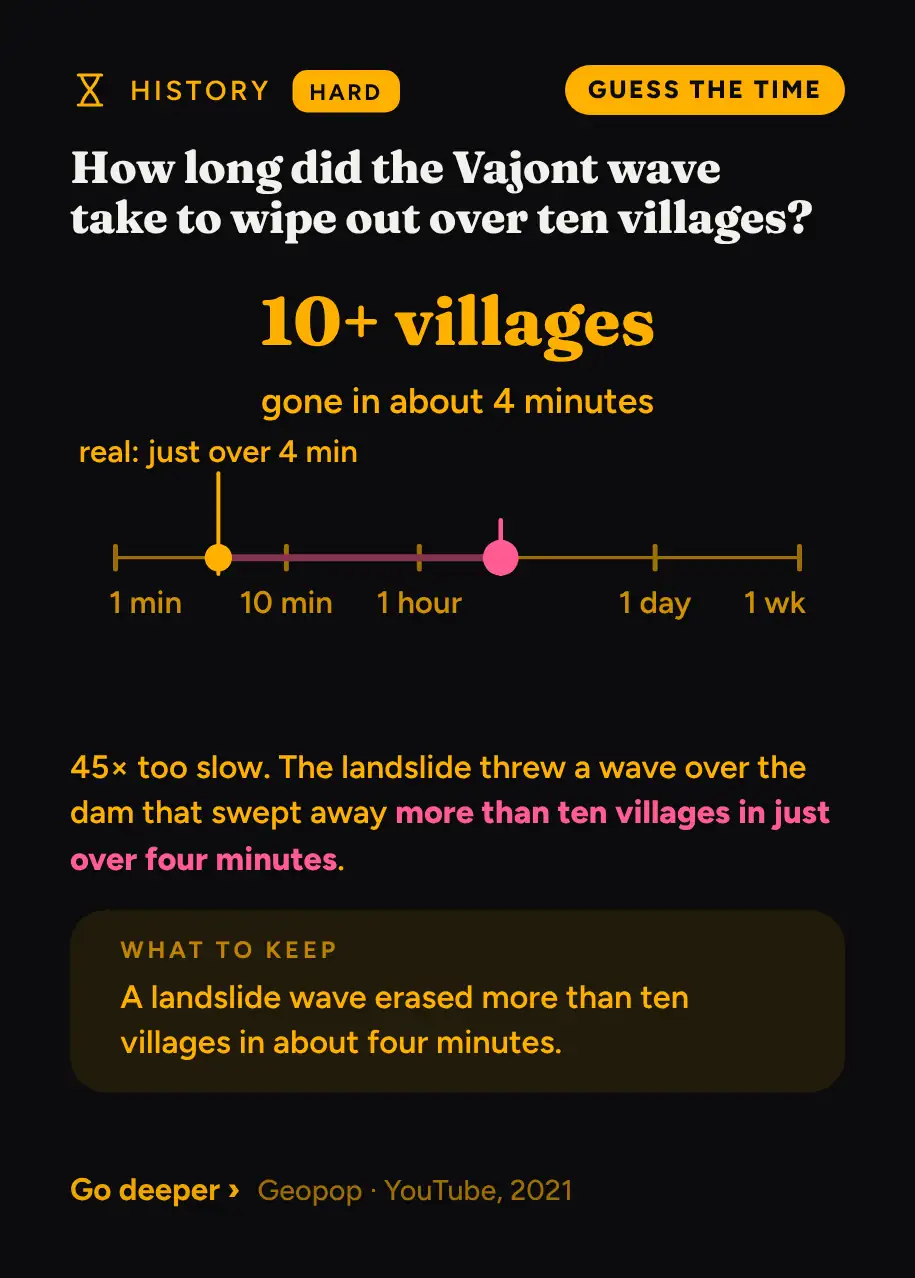 HISTORY HARD GUESS THE TIME
How long did the Vajont wave
take to wipe out over ten villages?
10+ villages
gone in about 4 minutes
real: just over 4 min
1 min 10 min 1 hour 1 day 1 wk
45× too slow. The landslide threw a wave over the
dam that swept away more than ten villages in just
over four minutes.
WHAT TO KEEP
A landslide wave erased more than ten
villages in about four minutes.
Go deeper › Geopop · YouTube, 2021